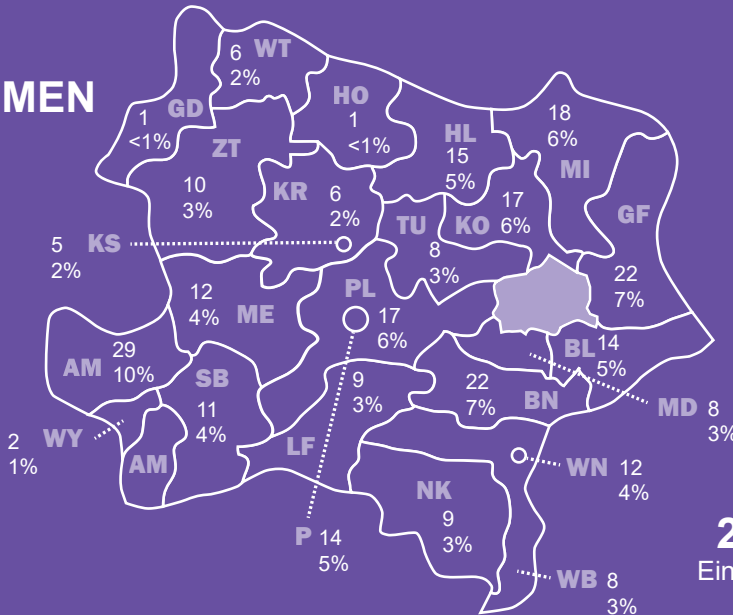 MEN
6 WT
2%
GD
1
<1%
HO
1
<1%
ZT
10
3%
HL
15
5%
18
6%
MI
KR
6
2%
TU
8
3%
KO
17
6%
GF
22
7%
5
2%
KS
12
4%
ME
PL
17
6%
AM
29
10%
SB
11
4%
9
3%
LF
22
7%
BN
BL 14
5%
MD 8
3%
2
1%
WY
AM
NK
9
3%
WN 12
4%
P 14
5%
WB 8
3%
2
Ein